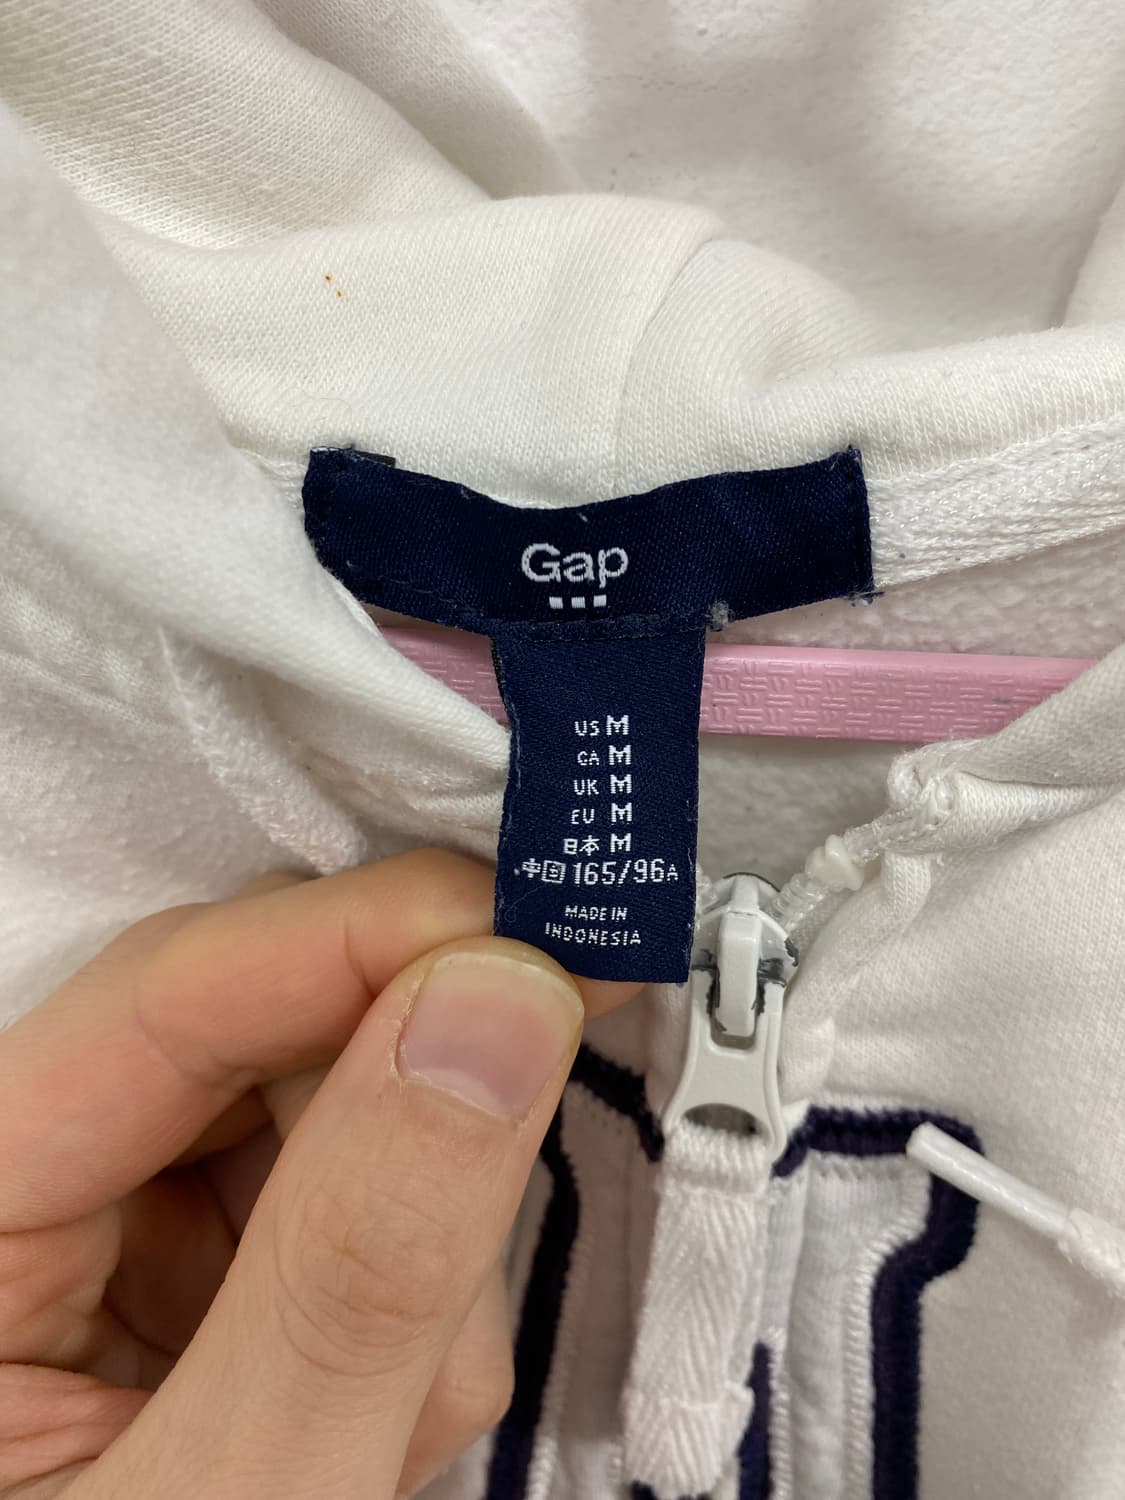 Gap
US M
CA M
UK M
EU M
日本 M
中国 165/96A
MADE IN
INDONESIA